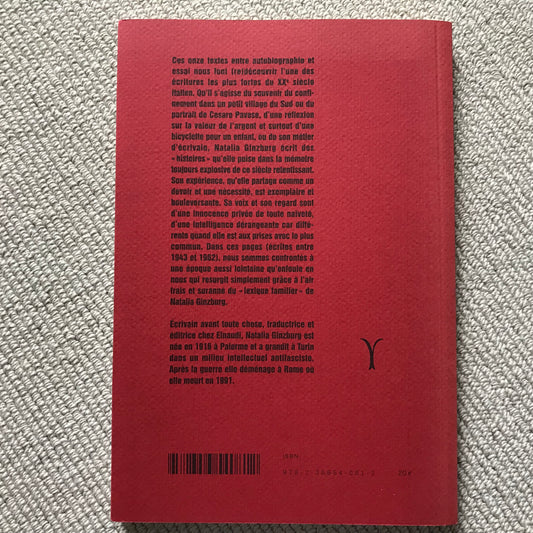 Ces onze textes entre autobiographie et
essai nous font (re)découvrir l'une des
écritures les plus fortes du XXe siècle
italien. Qu'il s'agisse du souvenir du confi-
nement dans un petit village du Sud ou du
portrait de Cesare Pavese, d'une réflexion
sur la valeur de l'argent et surtout d'une
bicyclette pour un enfant, ou de son métier
d'écrivain, Natalia Ginzburg écrit des
« histoires » qu'elle puise dans la mémoire
toujours explosive de ce siècle retentissant.
Son expérience, qu'elle partage comme un
devoir et une nécessité, est exemplaire et
bouleversante. Sa voix et son regard sont
d'une innocence privée de toute naïveté,
d'une intelligence dérangeante car diffé-
rente quand elle est aux prises avec le plus
commun. Dans ces pages (écrites entre
1943 et 1962), nous sommes confrontés à
une époque aussi lointaine qu'enfouie en
nous qui resurgit simplement grâce à l'air
frais et suranné du « lexique familier » de
Natalia Ginzburg.
Écrivain avant toute chose, traductrice et
éditrice chez Einaudi, Natalia Ginzburg est
née en 1916 à Palerme et a grandi à Turin
dans un milieu intellectuel antifasciste.
Après la guerre elle déménage à Rome où
elle meurt en 1991.
ISBN
20 €